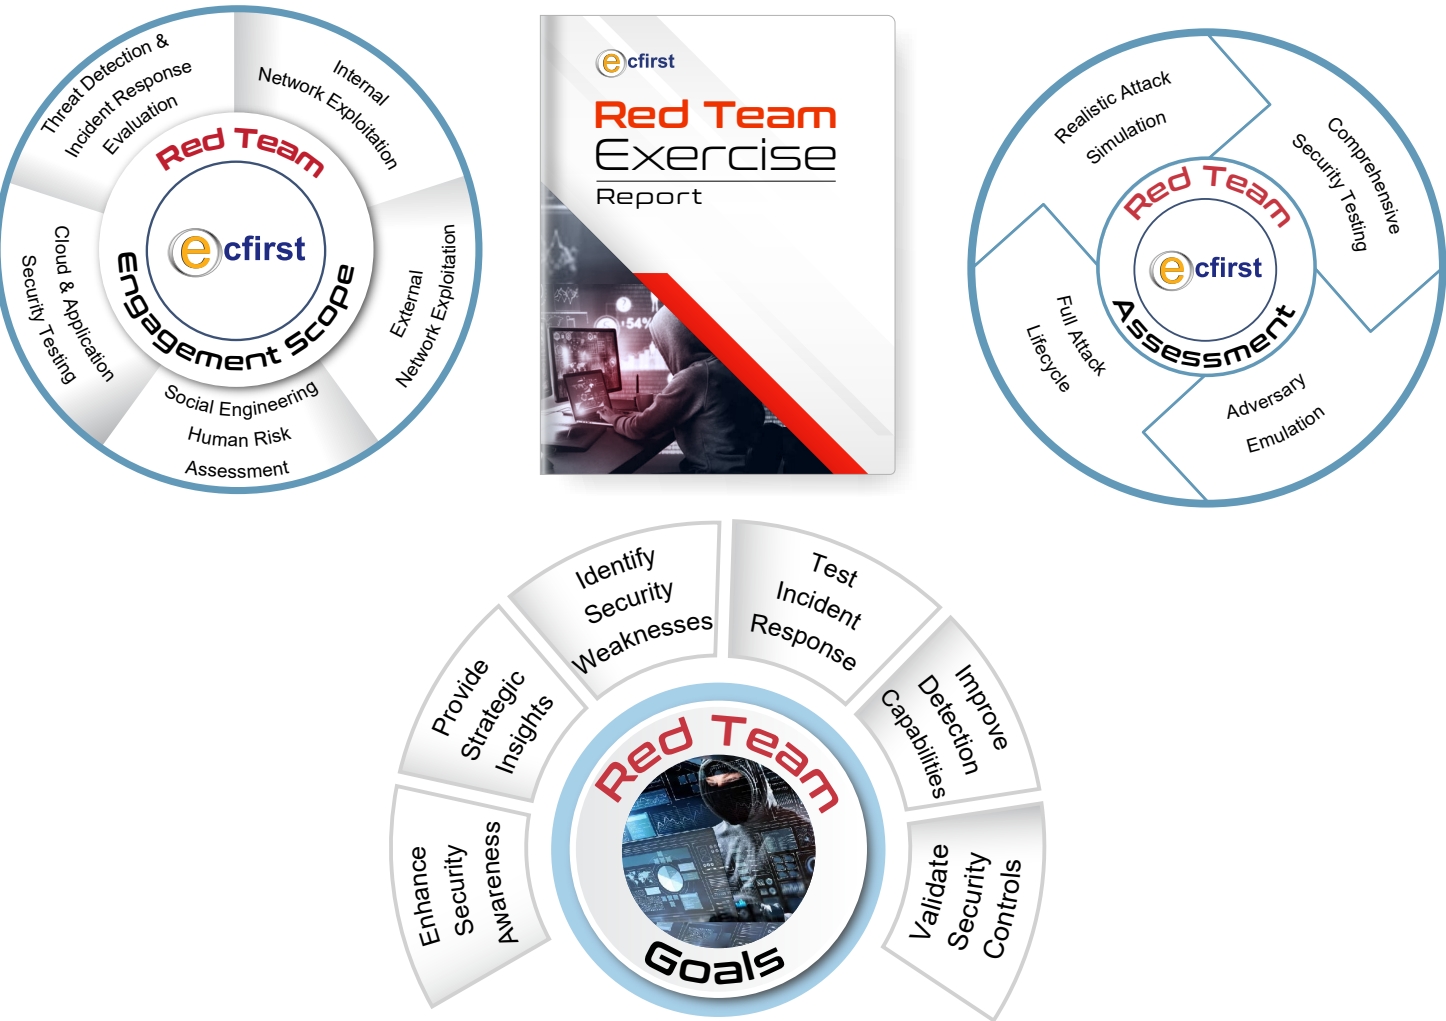 Threat Detection &
Incident Response
Evaluation
Internal
Network Exploitation
External
Network Exploitation
Social Engineering
Human Risk
Assessment
Cloud & Application
Security Testing
Red Team
ecfirst
Engagement Scope
ecfirst
Red Team
Exercise
Report
54%
Realistic Attack
Simulation
Comprehensive
Security Testing
Adversary
Emulation
Full Attack
Lifecycle
Red Team
ecfirst
Assessment
Enhance
Security
Awareness
Provide
Strategic
Insights
Identify
Security
Weaknesses
Test
Incident
Response
Improve
Detection
Capabilities
Validate
Security
Controls
Red Team
Goals